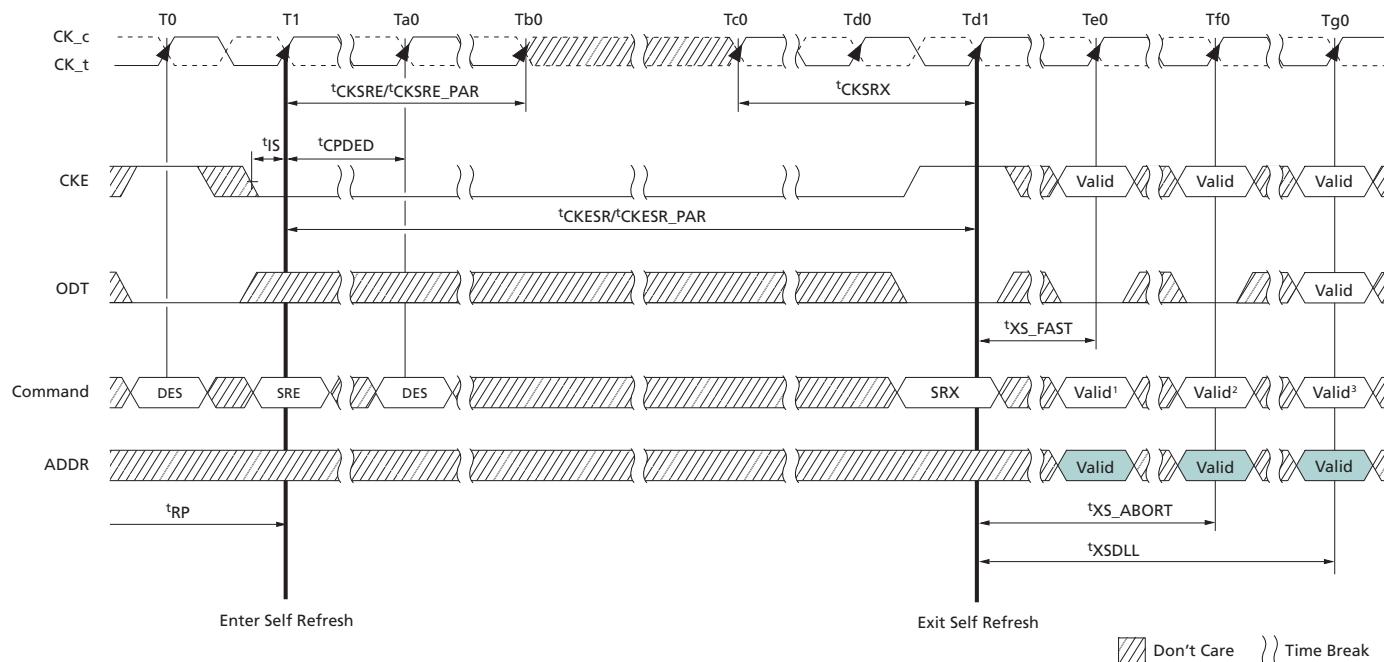 T0 T1 Ta0 Tb0 Tc0 Td0 Td1 Te0 Tf0 Tg0
CK_c
CK_t
tCKSRE/tCKSRE_PAR tCKSRX
tIS tCPDED
CKE Valid Valid Valid
tCKESR/tCKESR_PAR
ODT Valid
tXS_FAST
Command DES SRE DES SRX Valid1 Valid2 Valid3
ADDR Valid Valid Valid
tRP tXS_ABORT
tXSDLL
Enter Self Refresh Exit Self Refresh
Don't Care Time Break